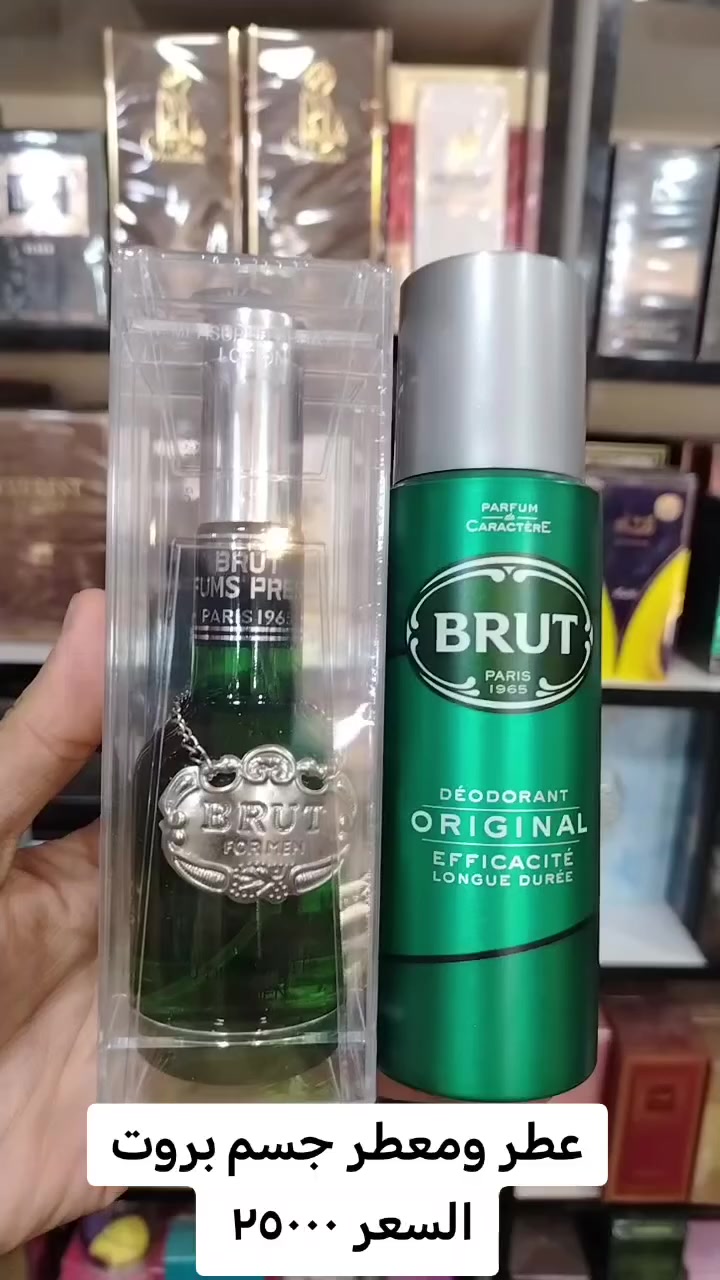 LOTION
BRUT
PARIS 1965
BRUT
FOR MEN
PARFUM
de
CARACTÈRE
BRUT
PARIS
1965
DÉODORANT
ORIGINAL
EFFICACITÉ
LONGUE DURÉE
عطر ومعطر جسم بروت
السعر ٢٥٠٠٠